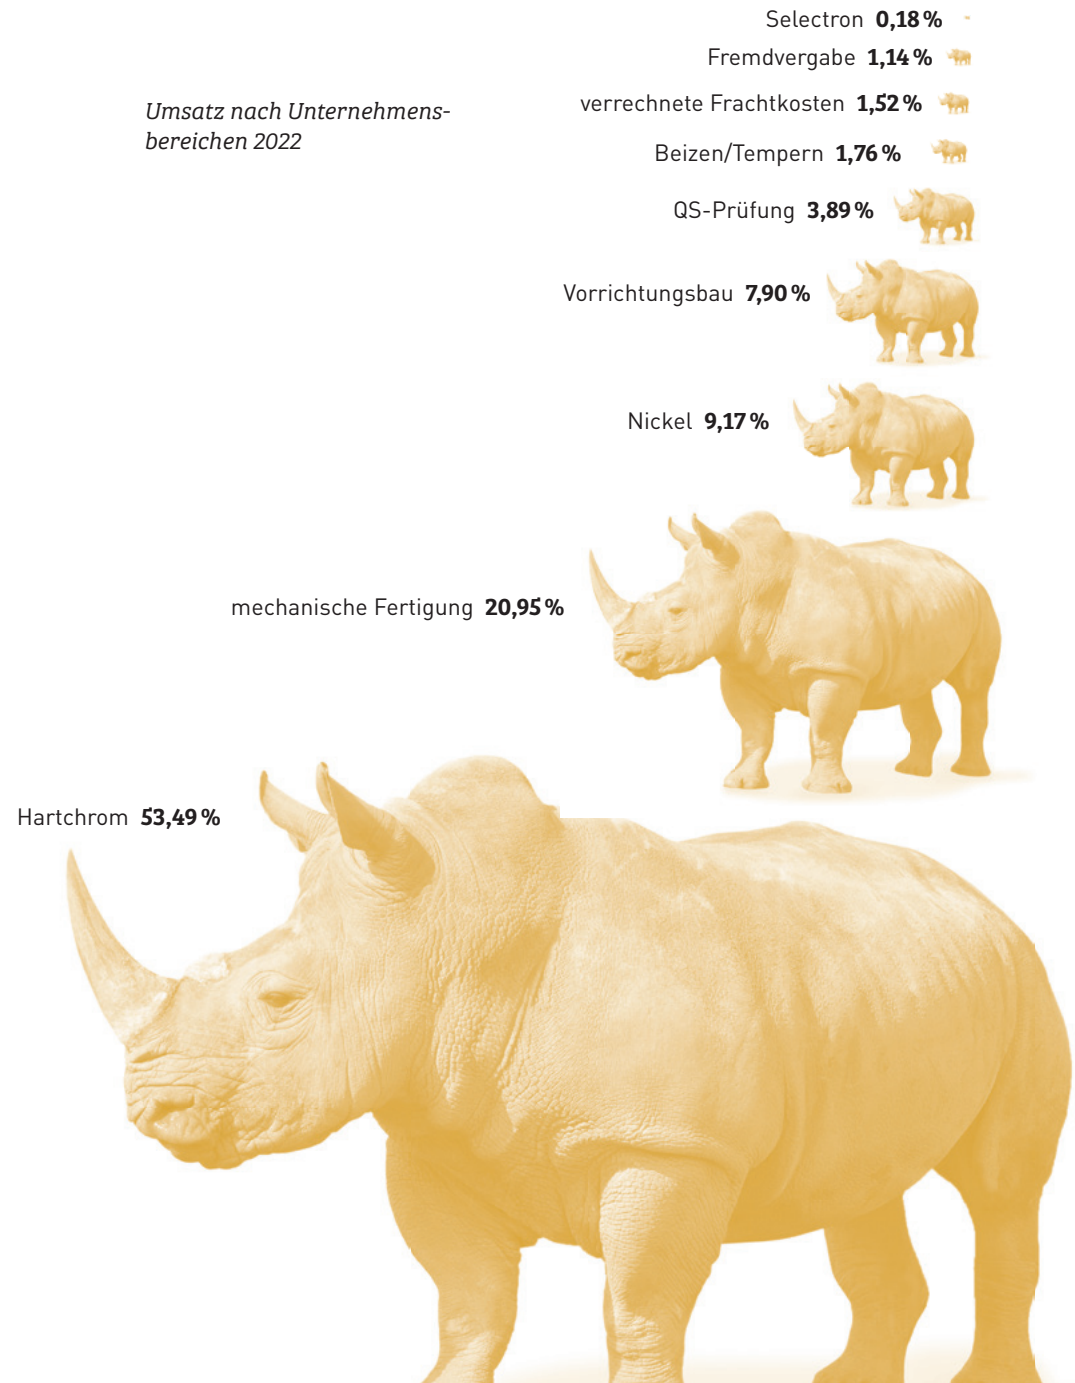 Selectron 0,18 %
Fremdvergabe 1,14 %
Umsatz nach Unternehmens-
bereichen 2022
verrechnete Frachtkosten 1,52 %
Beizen/Tempern 1,76 %
QS-Prüfung 3,89 %
Vorrichtungsbau 7,90 %
Nickel 9,17 %
mechanische Fertigung 20,95 %
Hartchrom 53,49 %